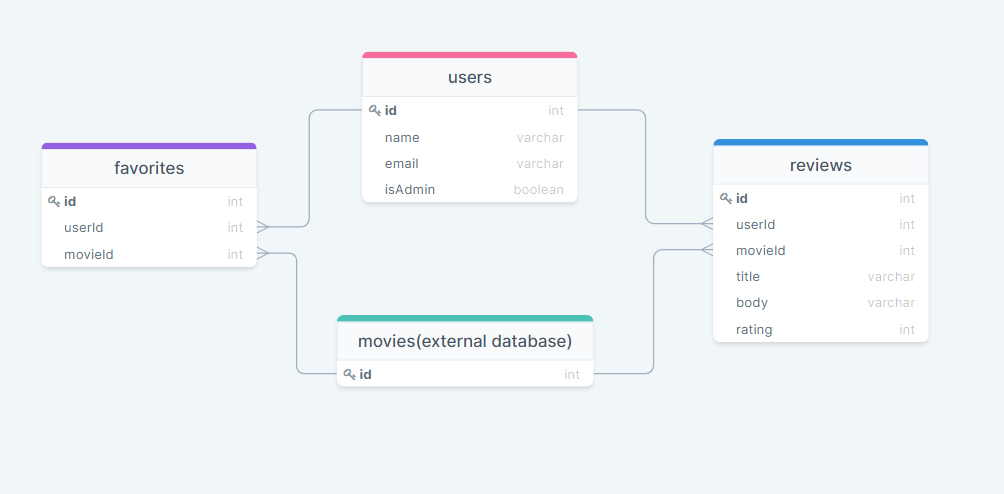 users
id int
name varchar
email varchar
isAdmin boolean
favorites
id int
userId int
movieId int
reviews
id int
userId int
movieId int
title varchar
body varchar
rating int
movies(external database)
id int